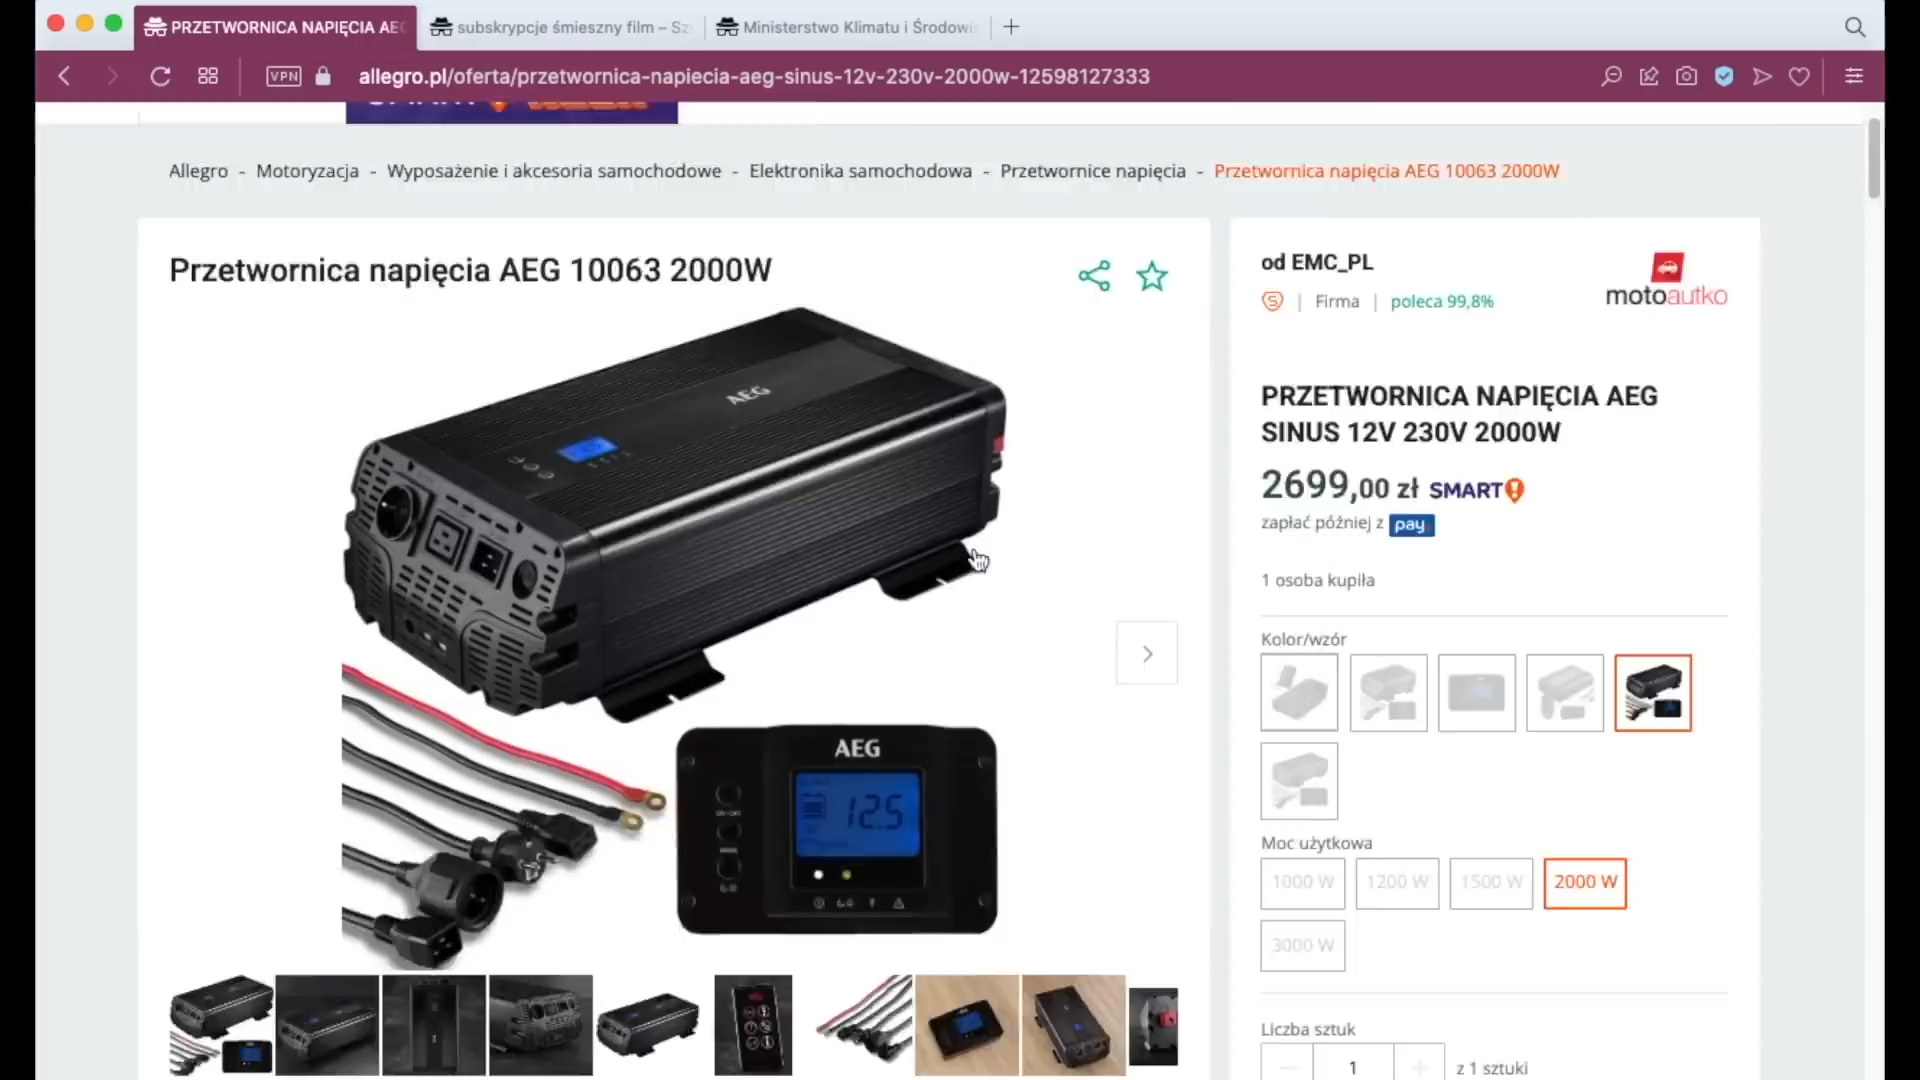 PRZETWORNICA NAPIĘCIA AEG
subskrypcje śmieszny film – Sz
Ministerstwo Klimatu i Środowi
VPN
allegro.pl/oferta/przetwornica-napiecia-aeg-sinus-12v-230v-2000w-12598127333
Allegro - Motoryzacja - Wyposażenie i akcesoria samochodowe - Elektronika samochodowa - Przetwornice napięcia - Przetwornica napięcia AEG 10063 2000W
Przetwornica napięcia AEG 10063 2000W
AEG
AEG
12.5
od EMC_PL
Firma | poleca 99,8%
motoautko
PRZETWORNICA NAPIĘCIA AEG
SINUS 12V 230V 2000W
2699,00 zł SMART!
zapłać później z pay
1 osoba kupiła
Kolor/wzór
Moc użytkowa
1000 W 1200 W 1500 W 2000 W
3000 W
Liczba sztuk
1 z 1 sztuki